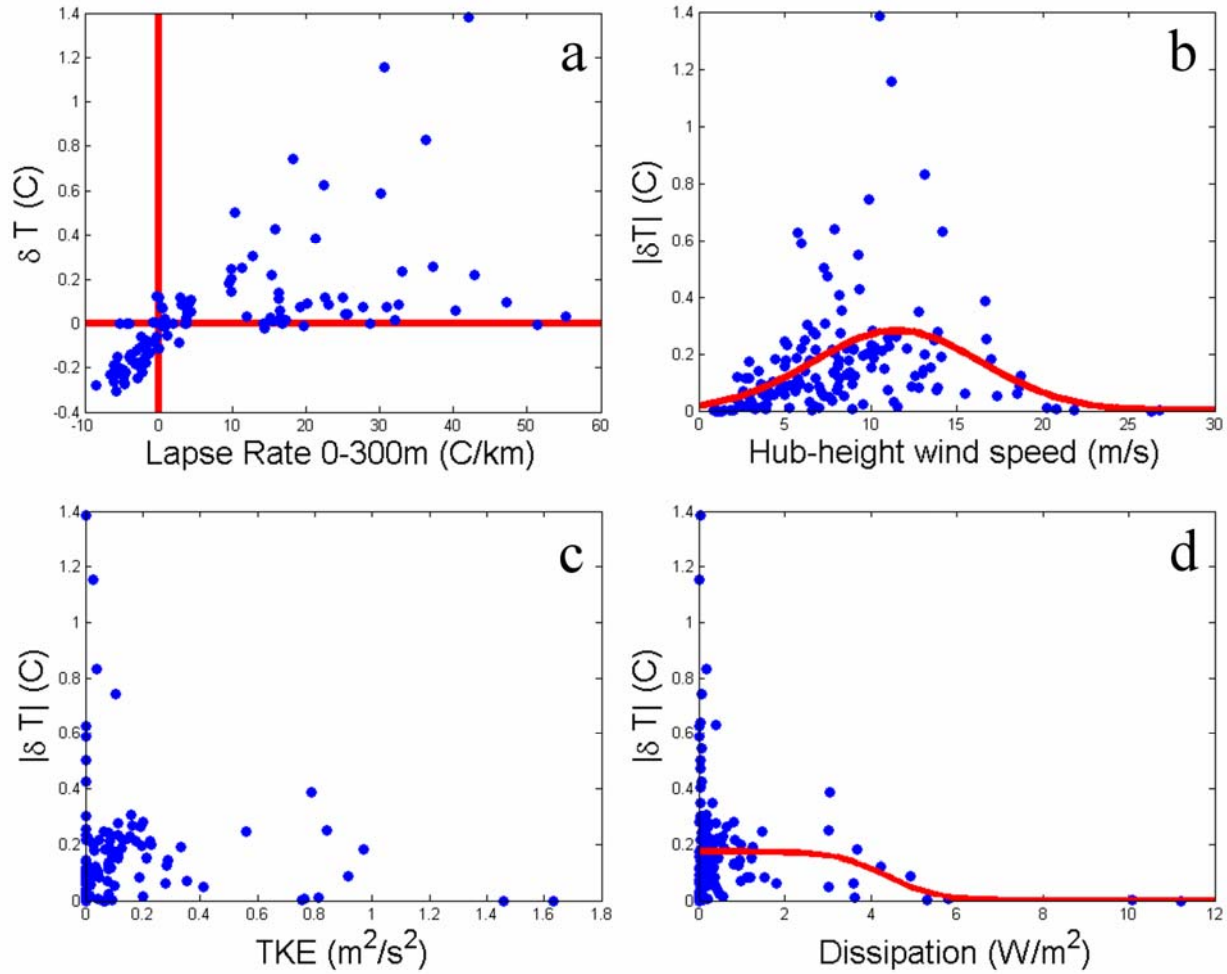 1.4
1.2
1
0.8
0.6
0.4
0.2
0
-0.2
-0.4
δ T (C)
a
-10 0 10 20 30 40 50 60
Lapse Rate 0-300m (C/km)
1.4
1.2
1
0.8
0.6
0.4
0.2
0
|δT| (C)
b
0 5 10 15 20 25 30
Hub-height wind speed (m/s)
1.4
1.2
1
0.8
0.6
0.4
0.2
0
|δ T| (C)
c
0 0.2 0.4 0.6 0.8 1 1.2 1.4 1.6 1.8
TKE (m²/s²)
1.4
1.2
1
0.8
0.6
0.4
0.2
0
|δ T| (C)
d
0 2 4 6 8 10 12
Dissipation (W/m²)